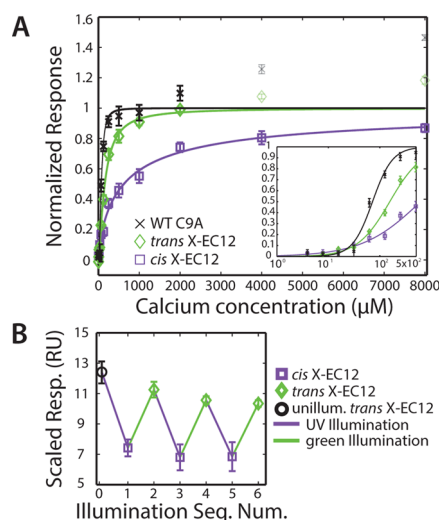 A
Normalized Response
1.6
1.4
1.2
1
0.8
0.6
0.4
0.2
0
WT C9A
trans X-EC12
cis X-EC12
1
0.9
0.8
0.7
0.6
0.5
0.4
0.3
0.2
0.1
0
10⁰ 10¹ 10² 5x10²
0 1000 2000 3000 4000 5000 6000 7000 8000
Calcium concentration (μM)
B
Scaled Resp. (RU)
15
13
11
9
7
5
0 1 2 3 4 5 6
Illumination Seq. Num.
cis X-EC12
trans X-EC12
unillum. trans X-EC12
UV Illumination
green Illumination